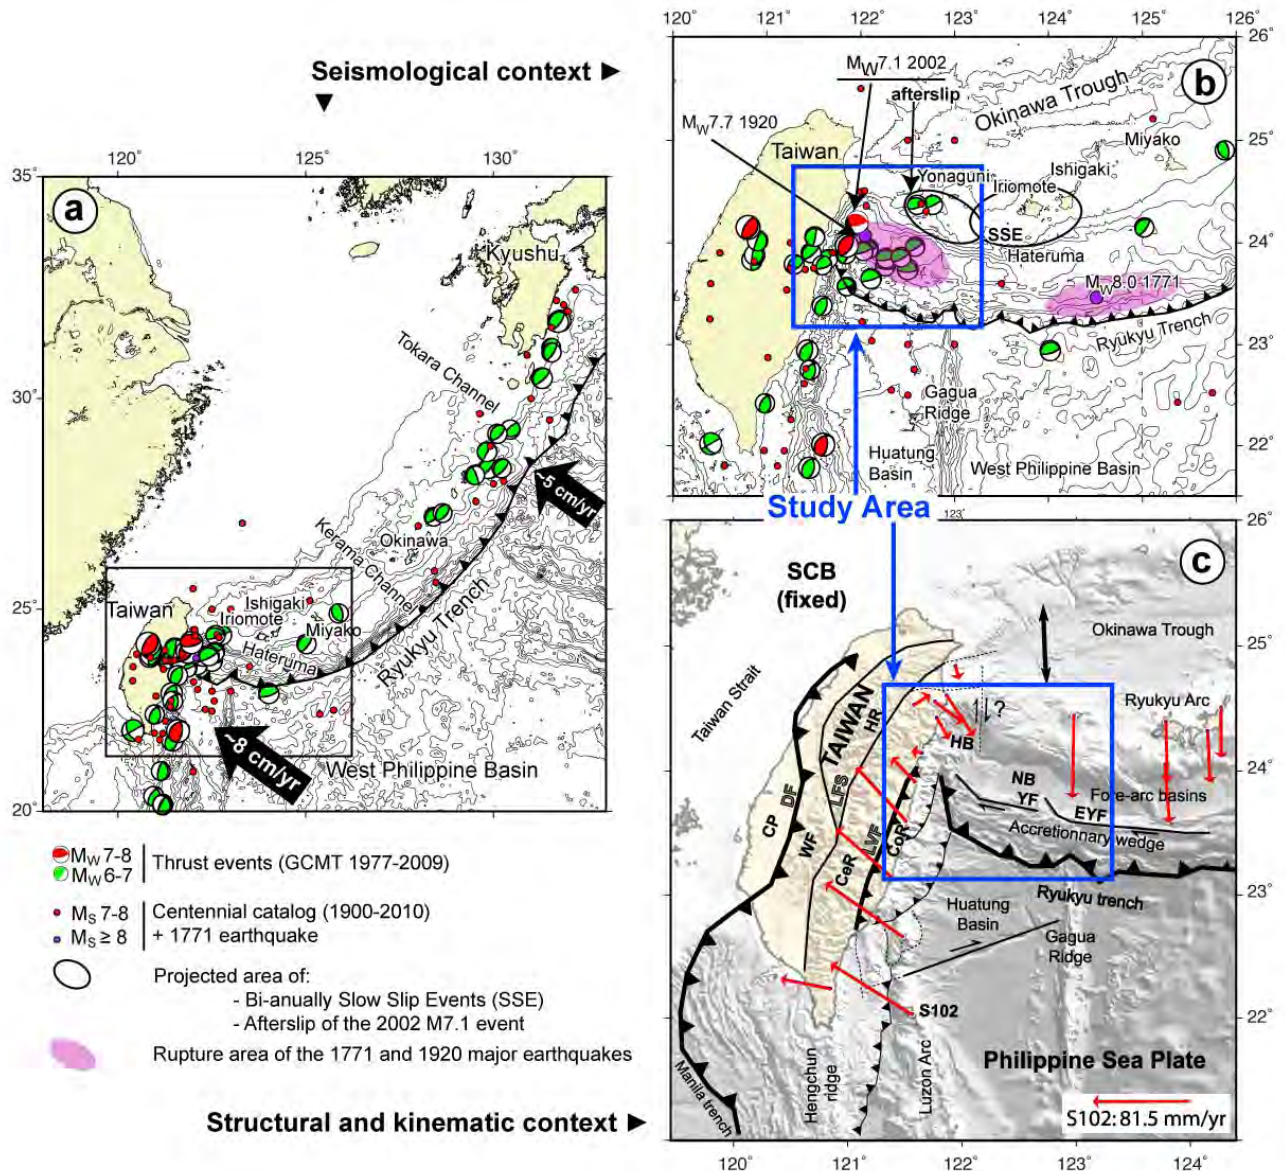 Seismological context
120°
125°
130°
35°
a
Kyushu
Tokara Channel
30°
~5 cm/yr
Kerama Channel
Okinawa
Ryukyu Trench
25°
Taiwan
Ishigaki
Iriomote
Miyako
Hateruma
~8 cm/yr
West Philippine Basin
20°
Mw 7-8
Mw 6-7
Thrust events (GCMT 1977-2009)
Ms 7-8
Ms ≥ 8
Centennial catalog (1900-2010)
+ 1771 earthquake
Projected area of:
- Bi-anually Slow Slip Events (SSE)
- Afterslip of the 2002 M7.1 event
Rupture area of the 1771 and 1920 major earthquakes
Structural and kinematic context
120° 121° 122° 123° 124° 125° 126°
26°
b
Mw7.1 2002
afterslip
Mw7.7 1920
Okinawa Trough
25°
Miyako
Taiwan
Yonaguni
Ishigaki
Iriomote
24°
SSE
Hateruma
Mw8.0 1771
Ryukyu Trench
23°
Gagua
Ridge
22°
Huatung
Basin
West Philippine Basin
Study Area
123°
26°
c
SCB
(fixed)
Okinawa Trough
25°
Taiwan Strait
Ryukyu Arc
TAIWAN
HR
?
HB
24°
NB
Fore-arc basins
YF
EYF
DF
LFS
CP
WF
LVF
CoR
CeR
Accretionnary wedge
Ryukyu trench
23°
Huatung
Basin
Gagua
Ridge
S102
22°
Manila trench
Hengchun
ridge
Luzon Arc
Philippine Sea Plate
S102: 81.5 mm/yr
120° 121° 122° 123° 124°